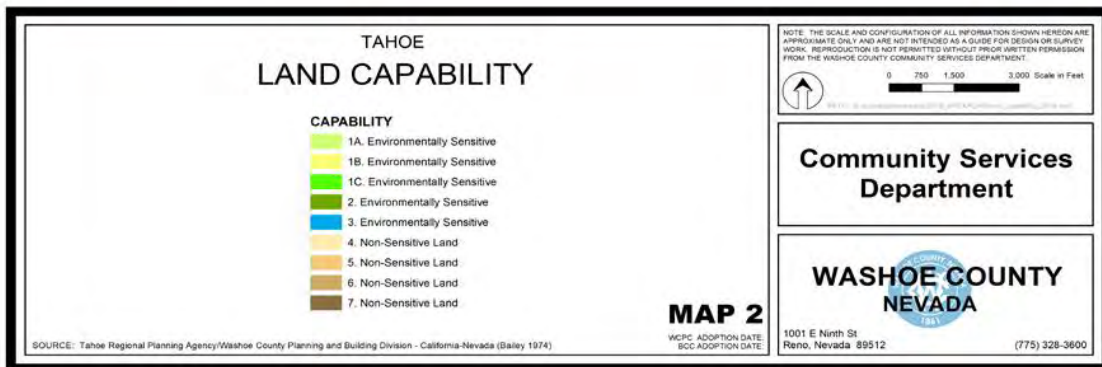 TAHOE
LAND CAPABILITY
CAPABILITY
1A. Environmentally Sensitive
1B. Environmentally Sensitive
1C. Environmentally Sensitive
2. Environmentally Sensitive
3. Environmentally Sensitive
4. Non-Sensitive Land
5. Non-Sensitive Land
6. Non-Sensitive Land
7. Non-Sensitive Land
MAP 2
WCPC ADOPTION DATE:
BCC ADOPTION DATE:
SOURCE: Tahoe Regional Planning Agency/Washoe County Planning and Building Division - California-Nevada (Bailey 1974)
NOTE: THE SCALE AND CONFIGURATION OF ALL INFORMATION SHOWN HEREON ARE
APPROXIMATE ONLY AND ARE NOT INTENDED AS A GUIDE FOR DESIGN OR SURVEY
WORK. REPRODUCTION IS NOT PERMITTED WITHOUT PRIOR WRITTEN PERMISSION
FROM THE WASHOE COUNTY COMMUNITY SERVICES DEPARTMENT.
0 750 1,500 3,000 Scale in Feet
Community Services
Department
WASHOE COUNTY
NEVADA
1861
1001 E Ninth St
Reno, Nevada 89512
(775) 328-3600